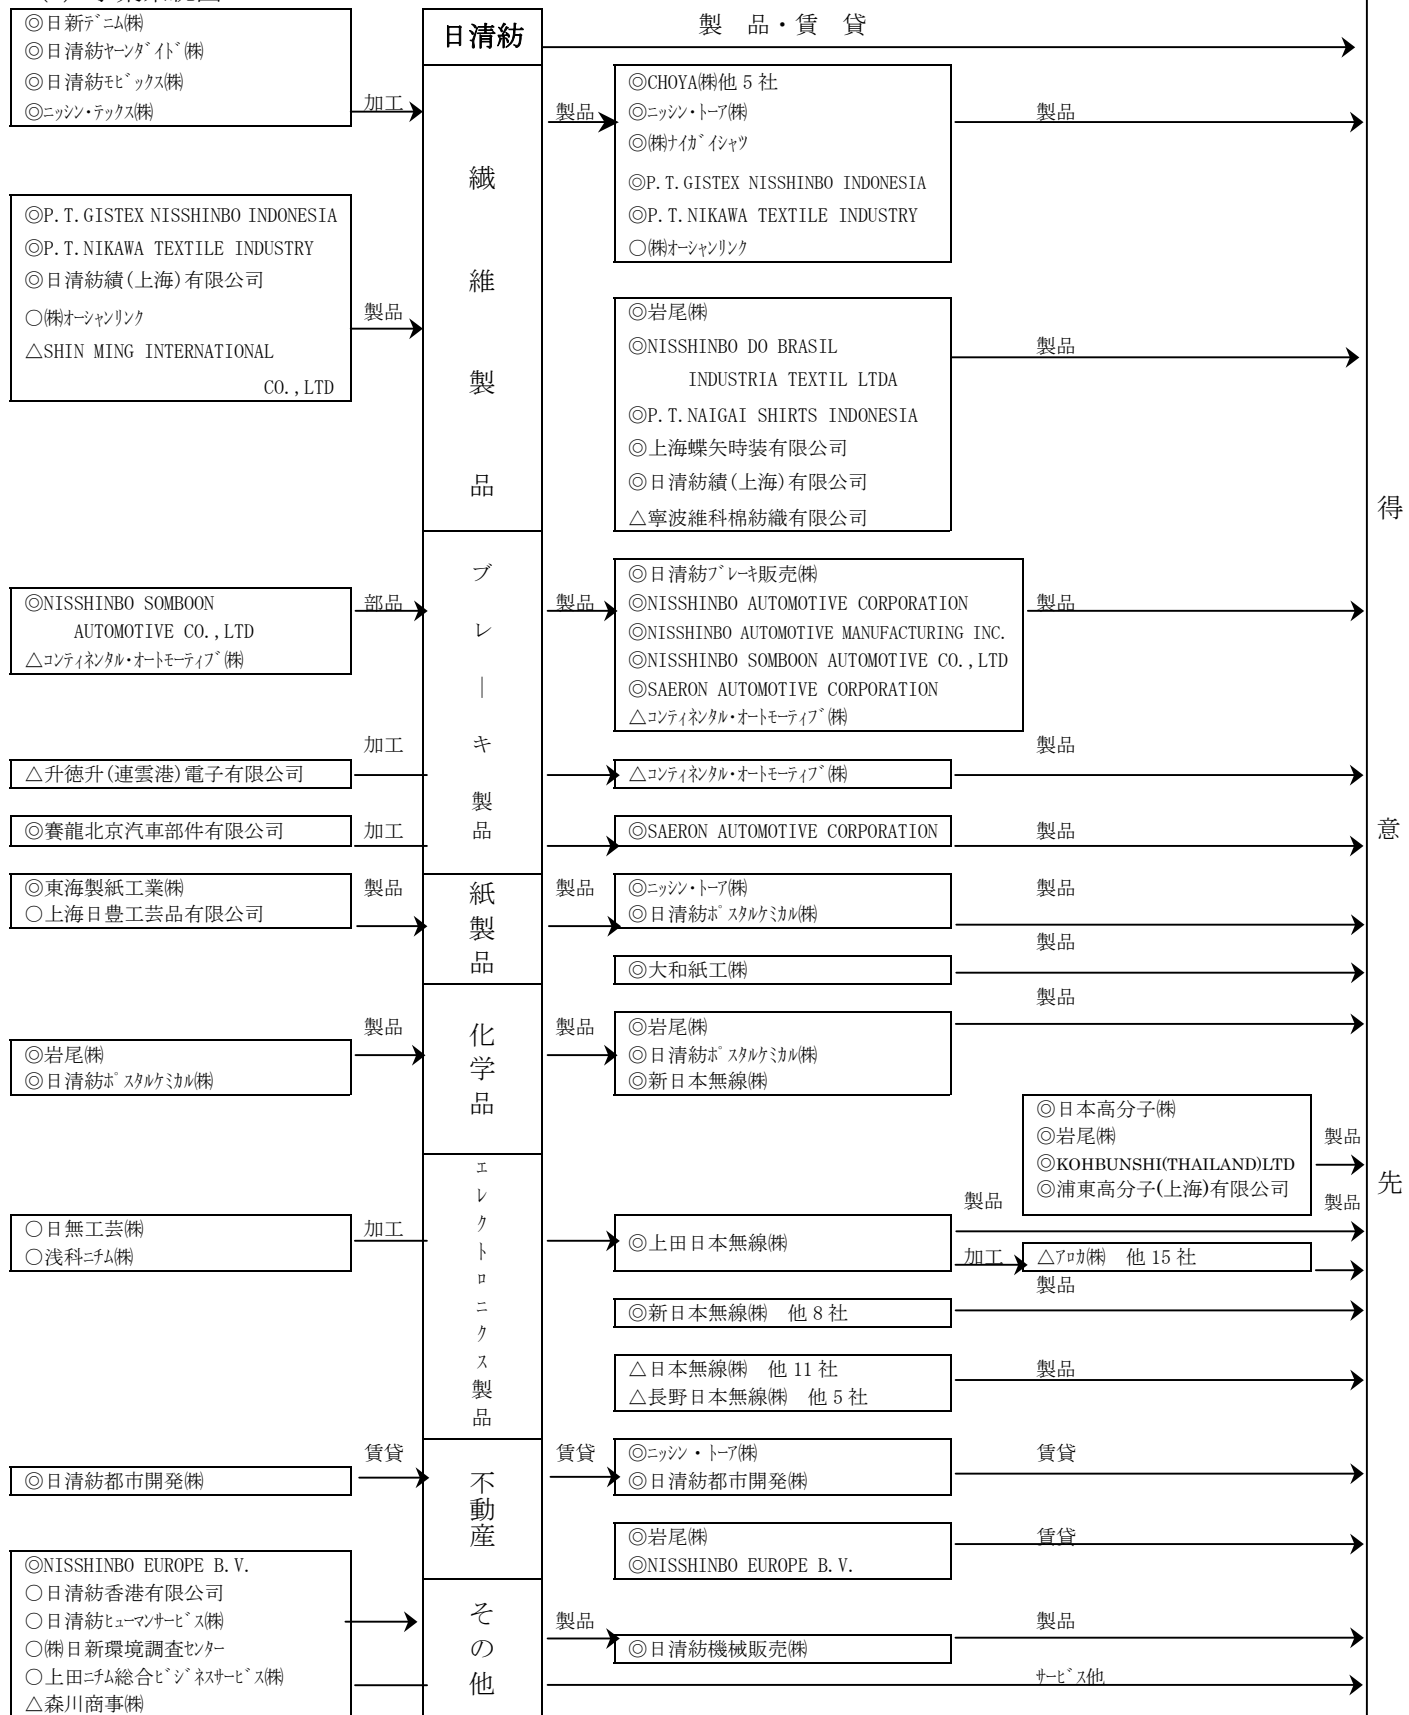 ◎日新ﾃﾞﾆﾑ㈱
◎日清紡ﾔｰﾝﾀﾞｲﾄﾞ㈱
◎日清紡ﾓﾋﾞｯｸｽ㈱
◎ﾆｯｼﾝ・ﾃｯｸｽ㈱
加工
日清紡
製 品・賃 貸
繊維製品
製品
◎CHOYA㈱他 5 社
◎ﾆｯｼﾝ・ﾄｰｱ㈱
◎㈱ﾅｲｶﾞｲｼｬﾂ
◎P.T.GISTEX NISSHINBO INDONESIA
◎P.T.NIKAWA TEXTILE INDUSTRY
○㈱ｵｰｼｬﾝﾘﾝｸ
製品
◎P.T.GISTEX NISSHINBO INDONESIA
◎P.T.NIKAWA TEXTILE INDUSTRY
◎日清紡績(上海)有限公司
○㈱ｵｰｼｬﾝﾘﾝｸ
△SHIN MING INTERNATIONAL
CO.,LTD
製品
◎岩尾㈱
◎NISSHINBO DO BRASIL
INDUSTRIA TEXTIL LTDA
◎P.T.NAIGAI SHIRTS INDONESIA
◎上海蝶矢時装有限公司
◎日清紡績(上海)有限公司
△寧波維科棉紡織有限公司
製品
得意先
◎NISSHINBO SOMBOON
AUTOMOTIVE CO.,LTD
△ｺﾝﾃｨﾈﾝﾀﾙ・ｵｰﾄﾓｰﾃｨﾌﾞ㈱
部品
ブレーキ製品
製品
◎日清紡ﾌﾞﾚｰｷ販売㈱
◎NISSHINBO AUTOMOTIVE CORPORATION
◎NISSHINBO AUTOMOTIVE MANUFACTURING INC.
◎NISSHINBO SOMBOON AUTOMOTIVE CO.,LTD
◎SAERON AUTOMOTIVE CORPORATION
△ｺﾝﾃｨﾈﾝﾀﾙ・ｵｰﾄﾓｰﾃｨﾌﾞ㈱
製品
△升徳升(連雲港)電子有限公司
加工
△ｺﾝﾃｨﾈﾝﾀﾙ・ｵｰﾄﾓｰﾃｨﾌﾞ㈱
製品
◎賽龍北京汽車部件有限公司
加工
◎SAERON AUTOMOTIVE CORPORATION
製品
◎東海製紙工業㈱
○上海日豊工芸品有限公司
製品
紙製品
製品
◎ﾆｯｼﾝ・ﾄｰｱ㈱
◎日清紡ﾎﾟｽﾀﾙｹﾐｶﾙ㈱
製品
◎大和紙工㈱
製品
◎岩尾㈱
◎日清紡ﾎﾟｽﾀﾙｹﾐｶﾙ㈱
製品
化学品
製品
◎岩尾㈱
◎日清紡ﾎﾟｽﾀﾙｹﾐｶﾙ㈱
◎新日本無線㈱
製品
◎日本高分子㈱
◎岩尾㈱
◎KOHBUNSHI(THAILAND)LTD
◎浦東高分子(上海)有限公司
製品
○日無工芸㈱
○浅科ﾆﾁﾑ㈱
加工
ｴﾚｸﾄﾛﾆｸｽ製品
◎上田日本無線㈱
製品
製品
加工
△ｱﾛｶ㈱ 他 15 社
◎新日本無線㈱ 他 8 社
製品
△日本無線㈱ 他 11 社
△長野日本無線㈱ 他 5 社
製品
◎日清紡都市開発㈱
賃貸
不動産
賃貸
◎ﾆｯｼﾝ・ﾄｰｱ㈱
◎日清紡都市開発㈱
賃貸
◎岩尾㈱
◎NISSHINBO EUROPE B.V.
賃貸
◎NISSHINBO EUROPE B.V.
○日清紡香港有限公司
○日清紡ﾋｭｰﾏﾝｻｰﾋﾞｽ㈱
○㈱日新環境調査ｾﾝﾀｰ
○上田ﾆﾁﾑ総合ﾋﾞｼﾞﾈｽｻｰﾋﾞｽ㈱
△森川商事㈱
その他
製品
◎日清紡機械販売㈱
製品
ｻｰﾋﾞｽ他